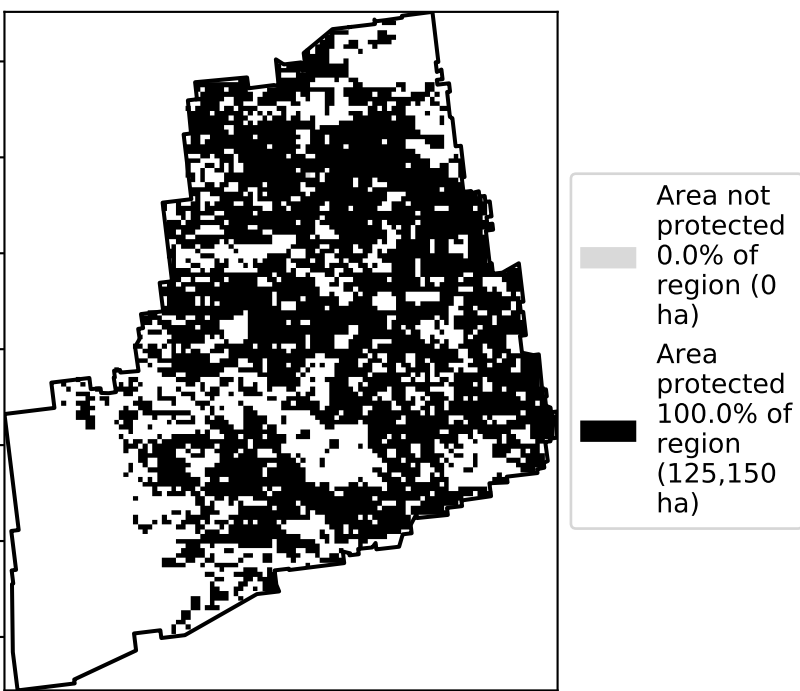 Area not
protected
0.0% of
region (0
ha)
Area
protected
100.0% of
region
(125,150
ha)